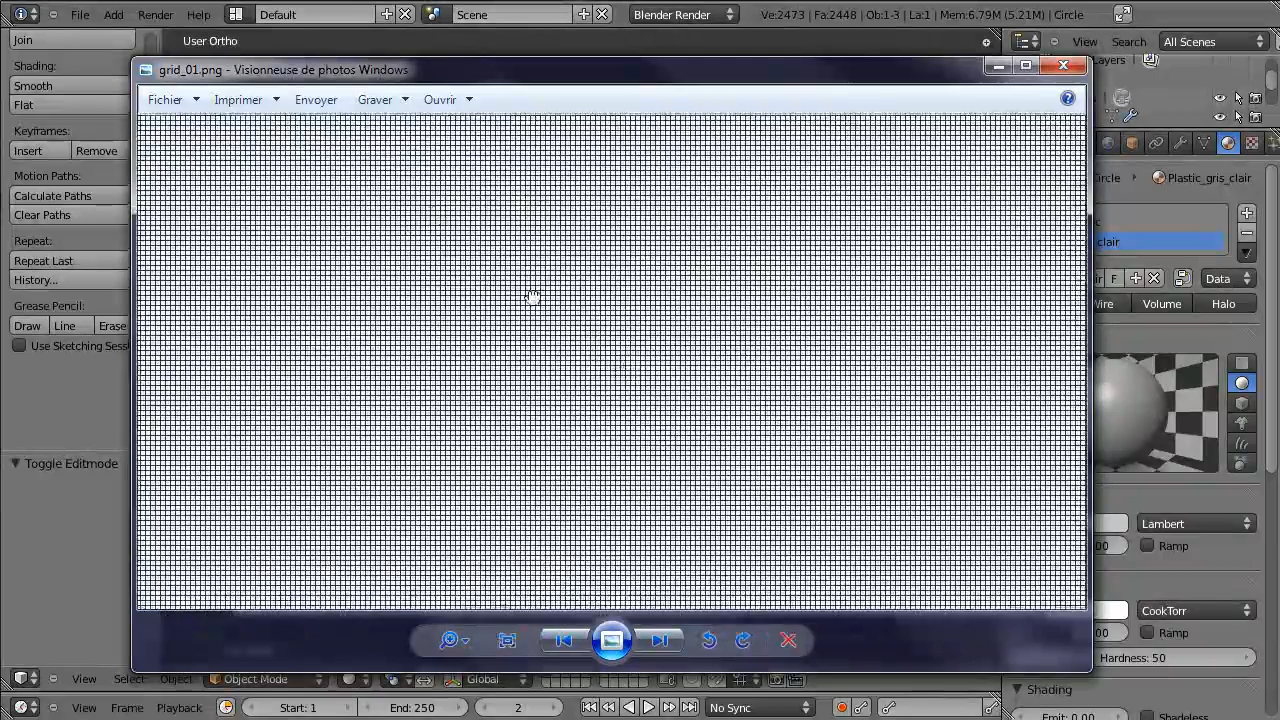 File Add Render Help Default Scene Blender Render Ve:2473 | Fa:2448 | Ob:1-3 | La:1 | Mem:6.79M (5.21M) | Circle
Join
User Ortho
View Search All Scenes
grid_01.png - Visionneuse de photos Windows
Shading:
Smooth
Flat
Fichier Imprimer Envoyer Graver Ouvrir
Keyframes:
Insert Remove
Motion Paths:
Calculate Paths
Clear Paths
Plastic_gris_clair
Repeat:
Repeat Last
clair
History...
F Data
Grease Pencil:
Draw Line Erase
Volume Halo
Use Sketching Sess
Toggle Editmode
Lambert
Ramp
CookTorr
Ramp
Hardness: 50
View Select Object Object Mode Global
Shading
View Frame Playback Start: 1 End: 250 2 No Sync
Emit: 0.00 Shadeless